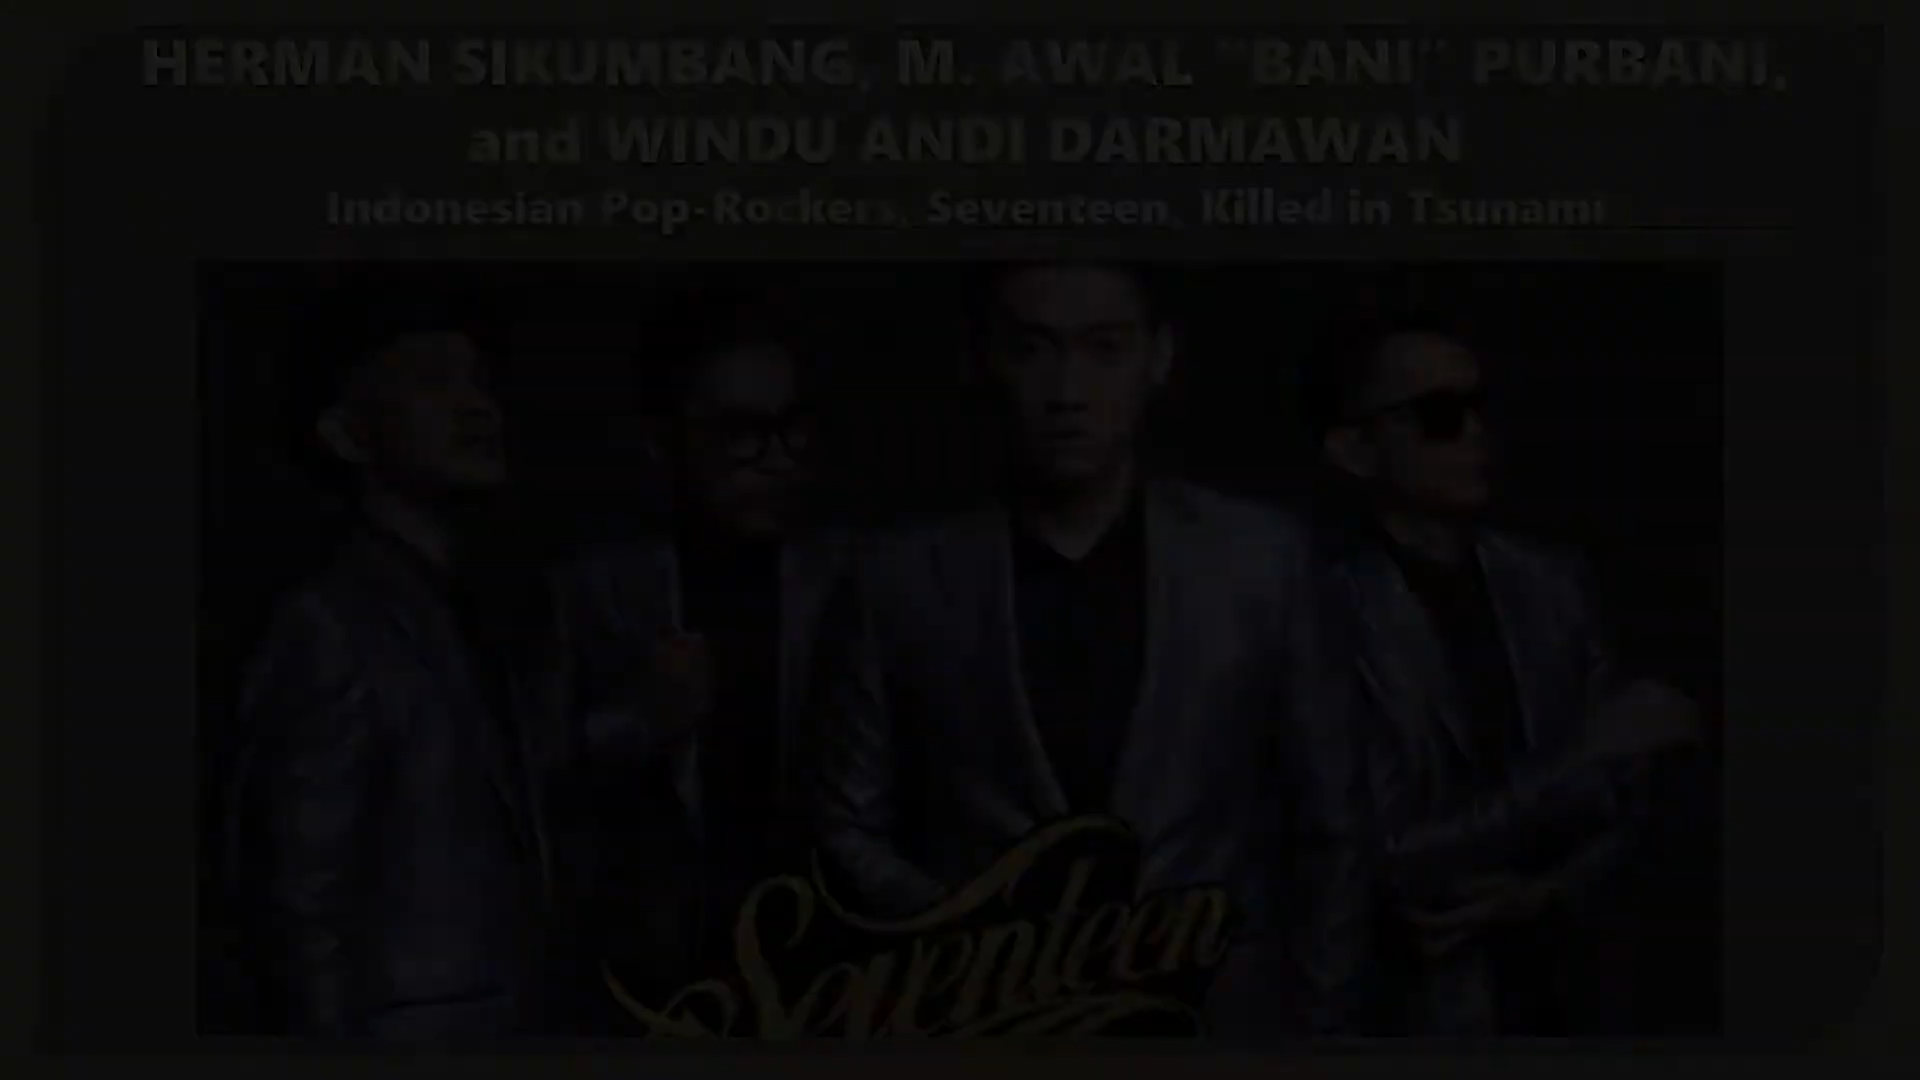 HERMAN SIKUMBANG, M. AWAL "BANI" PURBANI,
and WINDU ANDI DARMAWAN
Indonesian Pop-Rockers, Seventeen, Killed in Tsunami
Seventeen